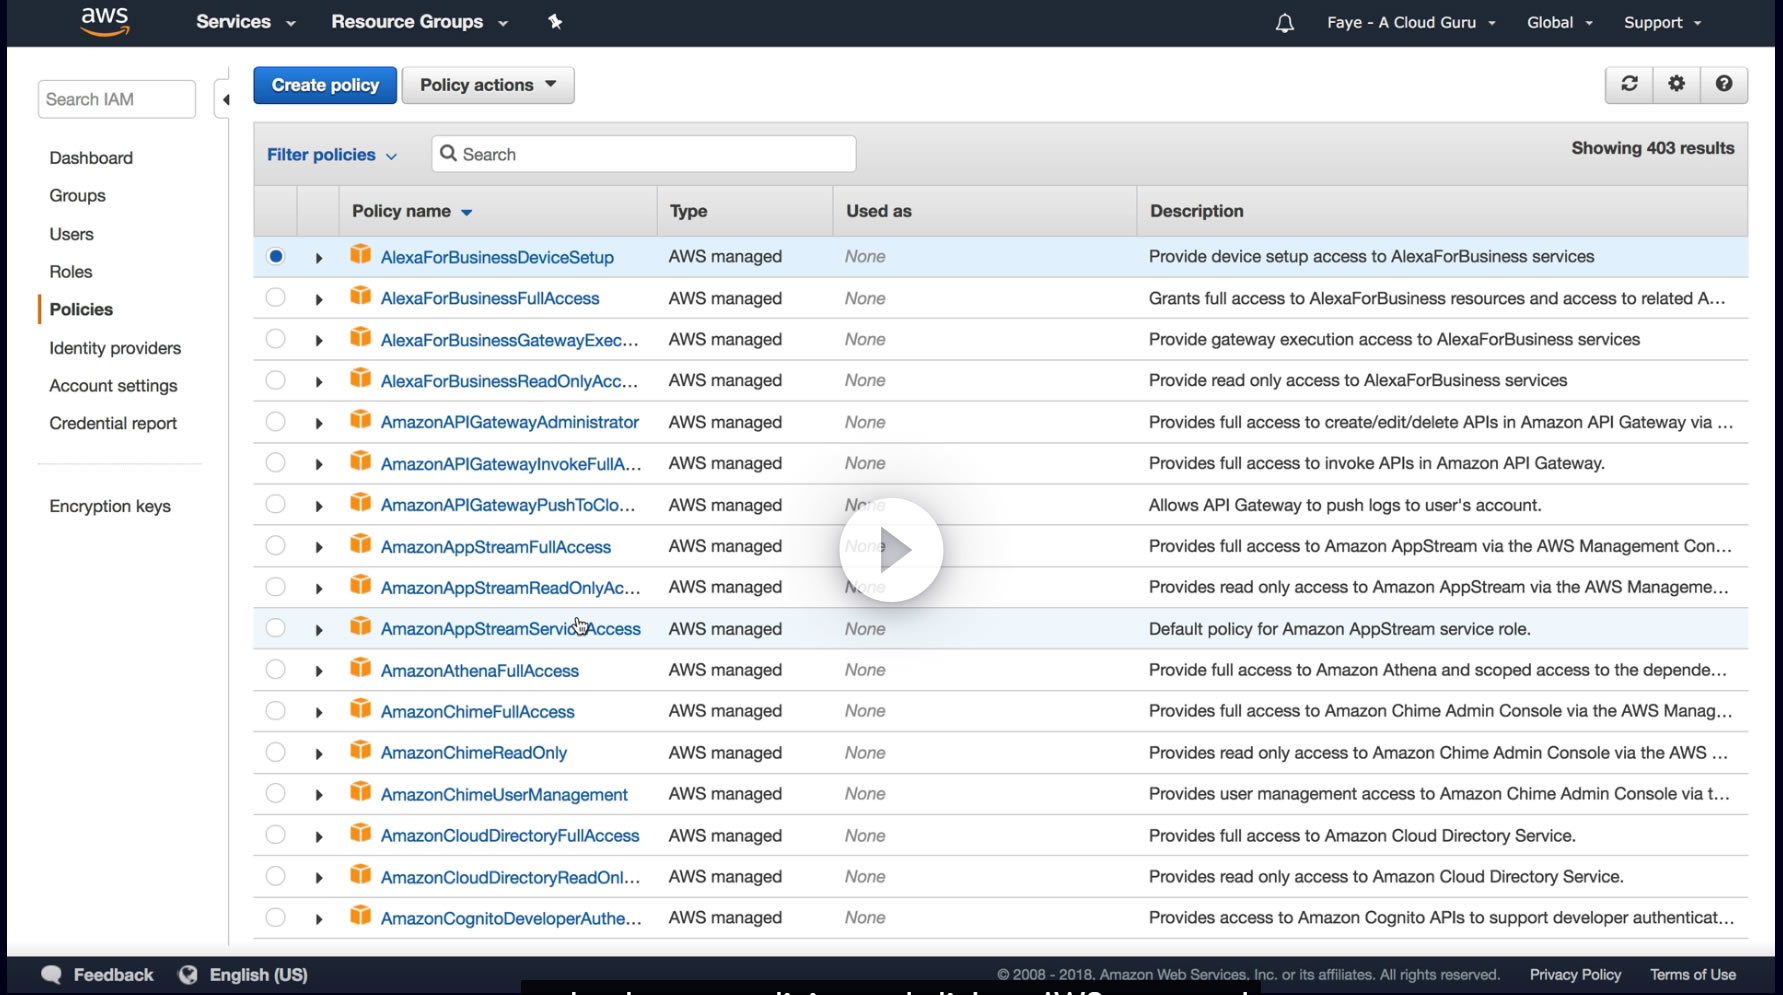 aws Services Resource Groups Faye - A Cloud Guru Global Support
Search IAM
Dashboard
Groups
Users
Roles
Policies
Identity providers
Account settings
Credential report
Encryption keys
Create policy Policy actions
Filter policies Search Showing 403 results
Policy name Type Used as Description
AlexaForBusinessDeviceSetup AWS managed None Provide device setup access to AlexaForBusiness services
AlexaForBusinessFullAccess AWS managed None Grants full access to AlexaForBusiness resources and access to related A...
AlexaForBusinessGatewayExec... AWS managed None Provide gateway execution access to AlexaForBusiness services
AlexaForBusinessReadOnlyAcc... AWS managed None Provide read only access to AlexaForBusiness services
AmazonAPIGatewayAdministrator AWS managed None Provides full access to create/edit/delete APIs in Amazon API Gateway via ...
AmazonAPIGatewayInvokeFullA... AWS managed None Provides full access to invoke APIs in Amazon API Gateway.
AmazonAPIGatewayPushToClo... AWS managed None Allows API Gateway to push logs to user's account.
AmazonAppStreamFullAccess AWS managed None Provides full access to Amazon AppStream via the AWS Management Con...
AmazonAppStreamReadOnlyAc... AWS managed None Provides read only access to Amazon AppStream via the AWS Manageme...
AmazonAppStreamServiceAccess AWS managed None Default policy for Amazon AppStream service role.
AmazonAthenaFullAccess AWS managed None Provide full access to Amazon Athena and scoped access to the depende...
AmazonChimeFullAccess AWS managed None Provides full access to Amazon Chime Admin Console via the AWS Manag...
AmazonChimeReadOnly AWS managed None Provides read only access to Amazon Chime Admin Console via the AWS ...
AmazonChimeUserManagement AWS managed None Provides user management access to Amazon Chime Admin Console via t...
AmazonCloudDirectoryFullAccess AWS managed None Provides full access to Amazon Cloud Directory Service.
AmazonCloudDirectoryReadOnl... AWS managed None Provides read only access to Amazon Cloud Directory Service.
AmazonCognitoDeveloperAuthe... AWS managed None Provides access to Amazon Cognito APIs to support developer authenticat...
Feedback English (US) © 2008 - 2018, Amazon Web Services, Inc. or its affiliates. All rights reserved. Privacy Policy Terms of Use